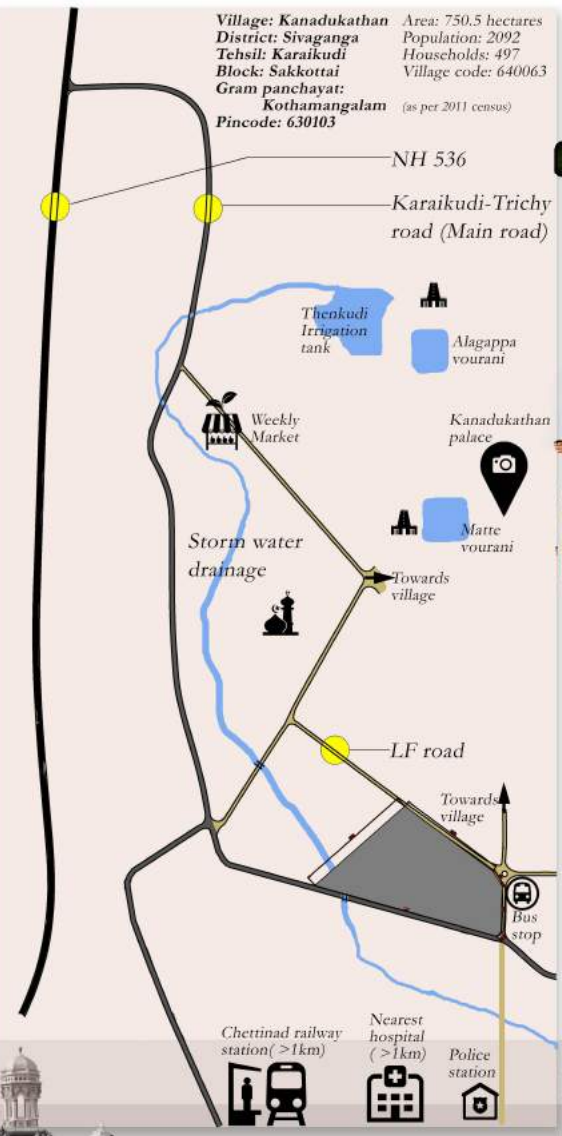 Village: Kanadukathan
District: Sivaganga
Tehsil: Karaikudi
Block: Sakkottai
Gram panchayat:
Kothamangalam
Pincode: 630103
Area: 750.5 hectares
Population: 2092
Households: 497
Village code: 640063
(as per 2011 census)
NH 536
Karaikudi-Trichy
road (Main road)
Thenkudi
Irrigation
tank
Alagappa
vourani
Weekly
Market
Kanadukathan
palace
Matte
vourani
Storm water
drainage
Towards
village
LF road
Towards
village
Bus
stop
Chettinad railway
station( >1km)
Nearest
hospital
( >1km)
Police
station